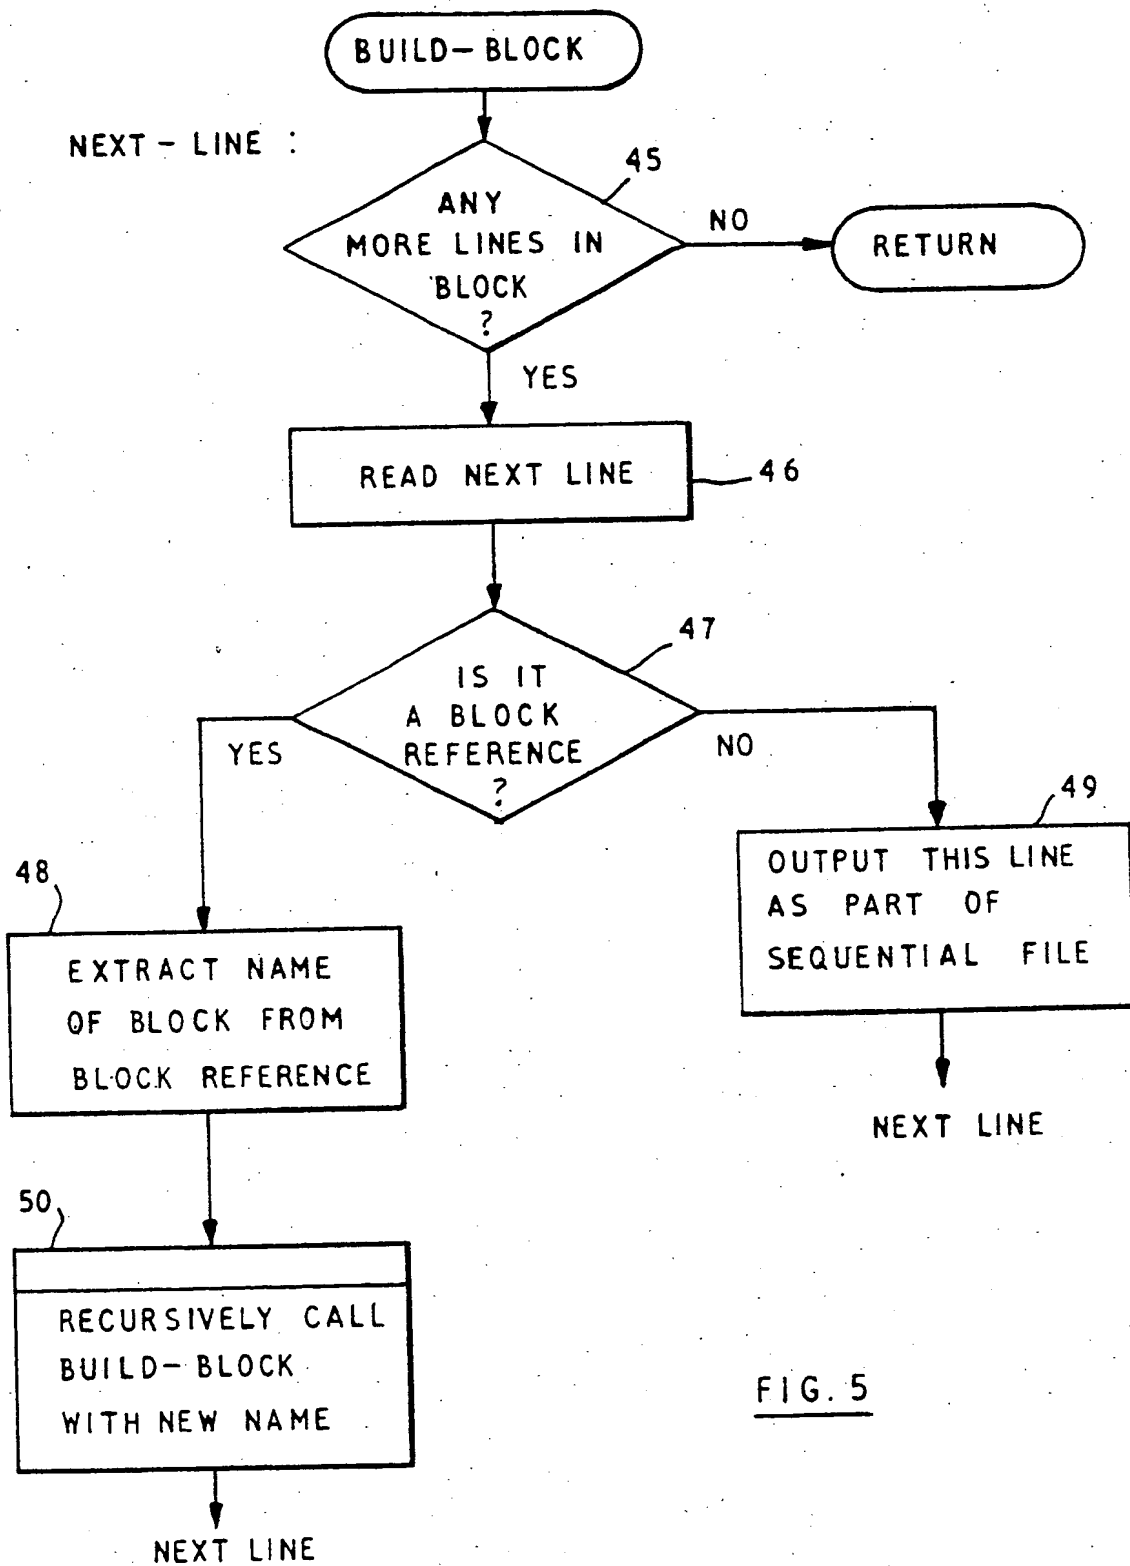 BUILD-BLOCK
NEXT-LINE :
45
ANY
MORE LINES IN
BLOCK
?
NO
RETURN
YES
READ NEXT LINE
46
47
IS IT
A BLOCK
REFERENCE
?
YES
NO
49
OUTPUT THIS LINE
AS PART OF
SEQUENTIAL FILE
NEXT LINE
48
EXTRACT NAME
OF BLOCK FROM
BLOCK REFERENCE
50
RECURSIVELY CALL
BUILD-BLOCK
WITH NEW NAME
NEXT LINE
FIG. 5